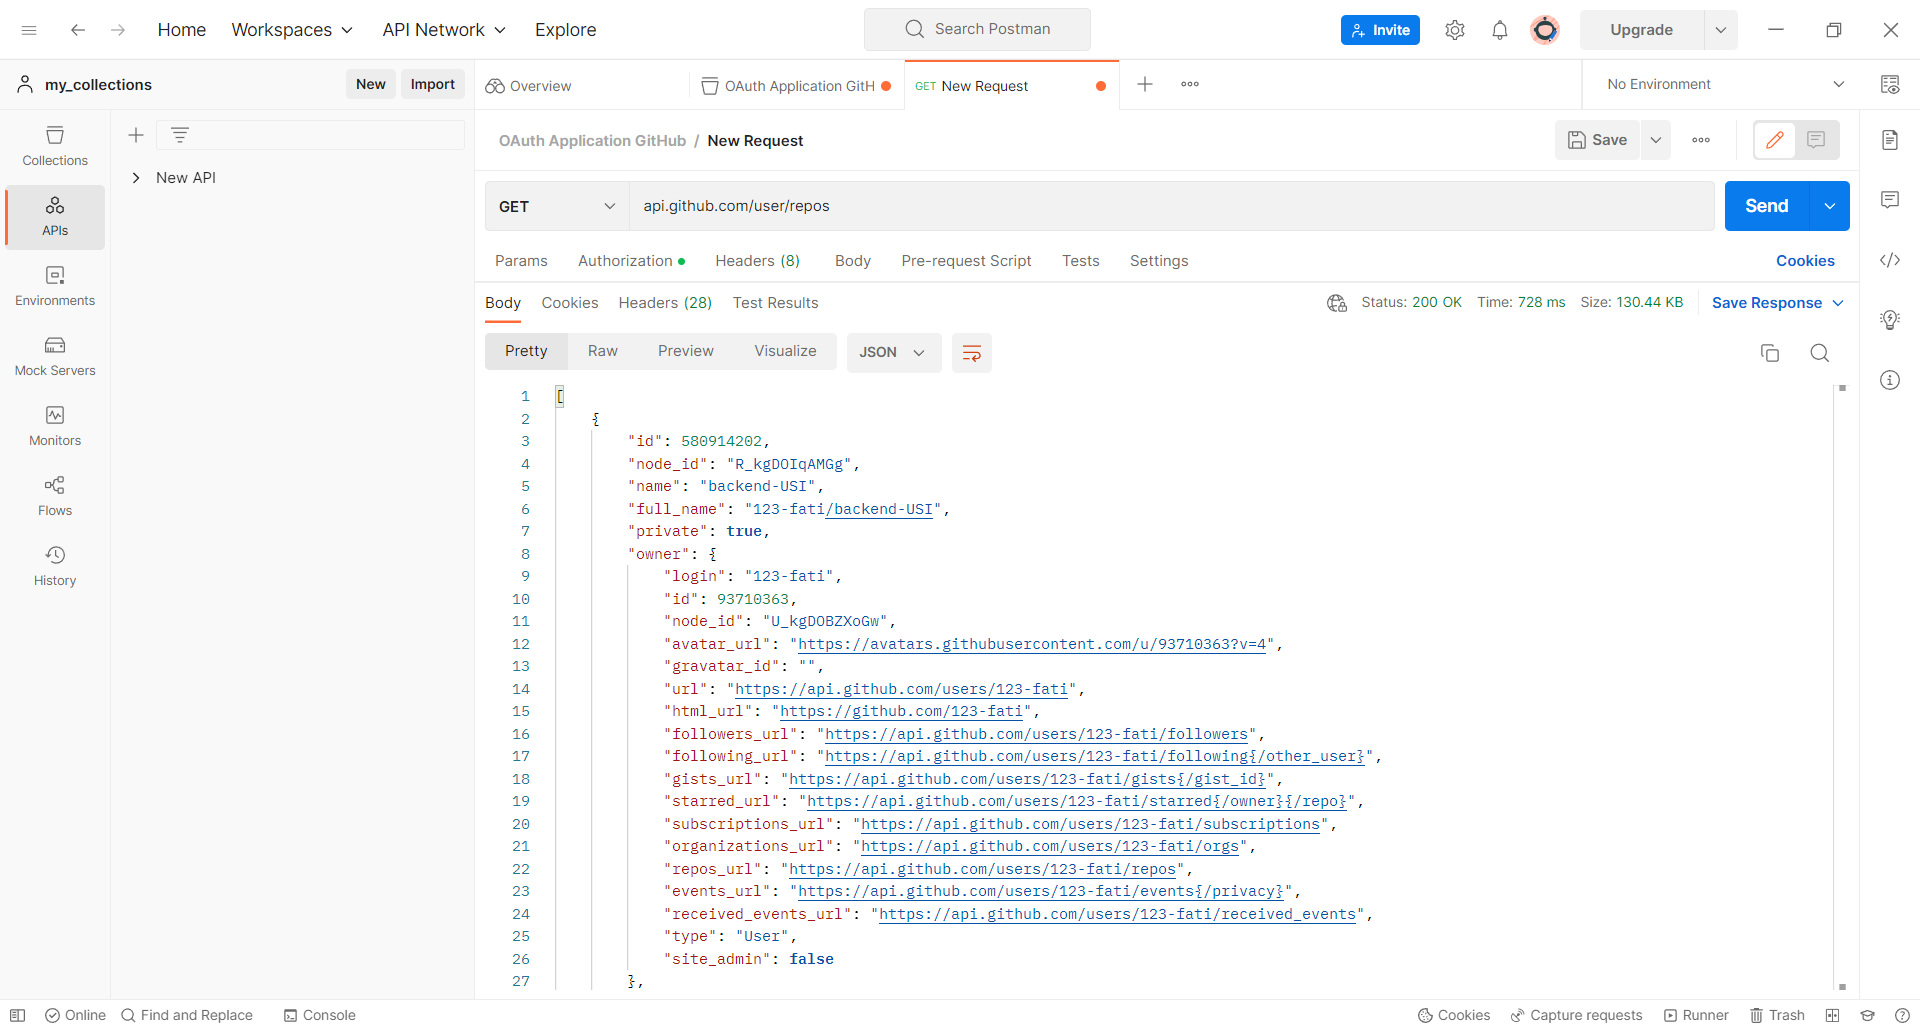 Home Workspaces API Network Explore Search Postman Invite Upgrade
my_collections New Import Overview OAuth Application GitH GET New Request No Environment
OAuth Application GitHub / New Request Save
Collections
New API
APIs
Environments
Mock Servers
Monitors
Flows
History
GET api.github.com/user/repos Send
Params Authorization Headers (8) Body Pre-request Script Tests Settings Cookies
Body Cookies Headers (28) Test Results Status: 200 OK Time: 728 ms Size: 130.44 KB Save Response
Pretty Raw Preview Visualize JSON
1 [
2 {
3 "id": 580914202,
4 "node_id": "R_kgDOIqAMGg",
5 "name": "backend-USI",
6 "full_name": "123-fati/backend-USI",
7 "private": true,
8 "owner": {
9 "login": "123-fati",
10 "id": 93710363,
11 "node_id": "U_kgDOBZXoGw",
12 "avatar_url": "https://avatars.githubusercontent.com/u/93710363?v=4",
13 "gravatar_id": "",
14 "url": "https://api.github.com/users/123-fati",
15 "html_url": "https://github.com/123-fati",
16 "followers_url": "https://api.github.com/users/123-fati/followers",
17 "following_url": "https://api.github.com/users/123-fati/following{/other_user}",
18 "gists_url": "https://api.github.com/users/123-fati/gists{/gist_id}",
19 "starred_url": "https://api.github.com/users/123-fati/starred{/owner}{/repo}",
20 "subscriptions_url": "https://api.github.com/users/123-fati/subscriptions",
21 "organizations_url": "https://api.github.com/users/123-fati/orgs",
22 "repos_url": "https://api.github.com/users/123-fati/repos",
23 "events_url": "https://api.github.com/users/123-fati/events{/privacy}",
24 "received_events_url": "https://api.github.com/users/123-fati/received_events",
25 "type": "User",
26 "site_admin": false
27 },
Online Find and Replace Console Cookies Capture requests Runner Trash